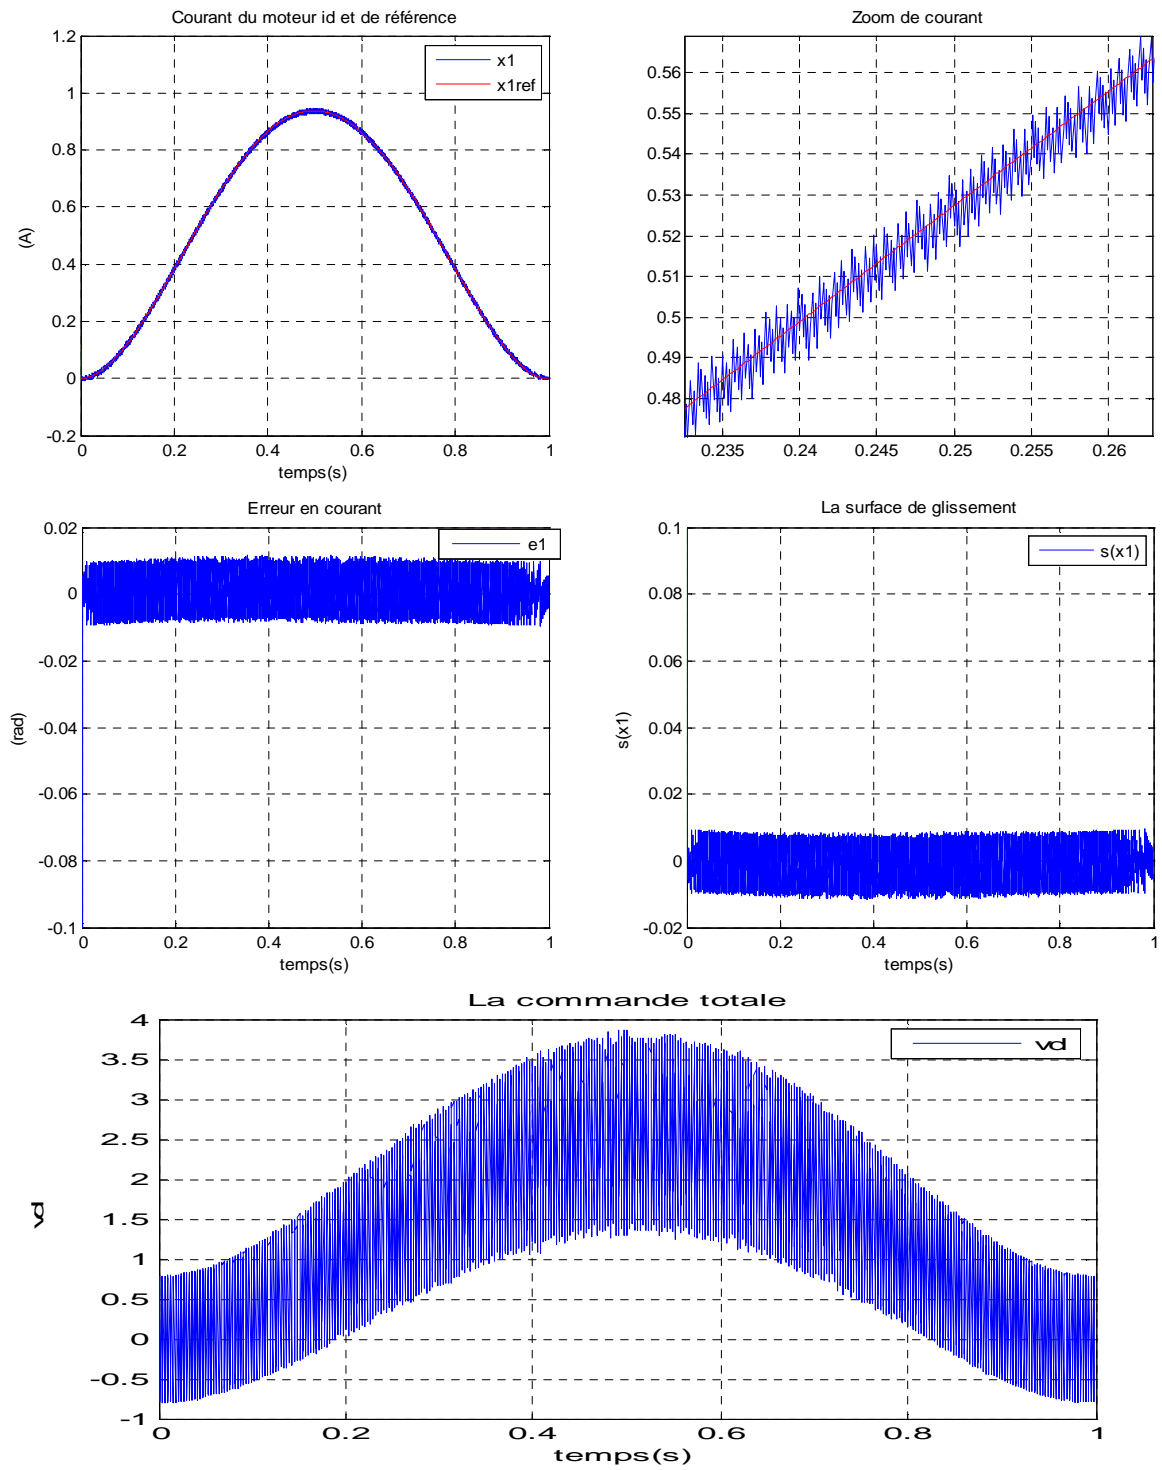 Courant du moteur id et de référence
1.2
1
0.8
0.6
0.4
0.2
0
-0.2
(A)
x1
x1ref
0 0.2 0.4 0.6 0.8 1
temps(s)
Zoom de courant
0.56
0.55
0.54
0.53
0.52
0.51
0.5
0.49
0.48
0.235 0.24 0.245 0.25 0.255 0.26
Erreur en courant
0.02
0
-0.02
-0.04
-0.06
-0.08
-0.1
(rad)
e1
0 0.2 0.4 0.6 0.8 1
temps(s)
La surface de glissement
0.1
0.08
0.06
0.04
0.02
0
-0.02
s(x1)
s(x1)
0 0.2 0.4 0.6 0.8 1
temps(s)
La commande totale
4
3.5
3
2.5
2
1.5
1
0.5
0
-0.5
-1
vd
vd
0 0.2 0.4 0.6 0.8 1
temps(s)